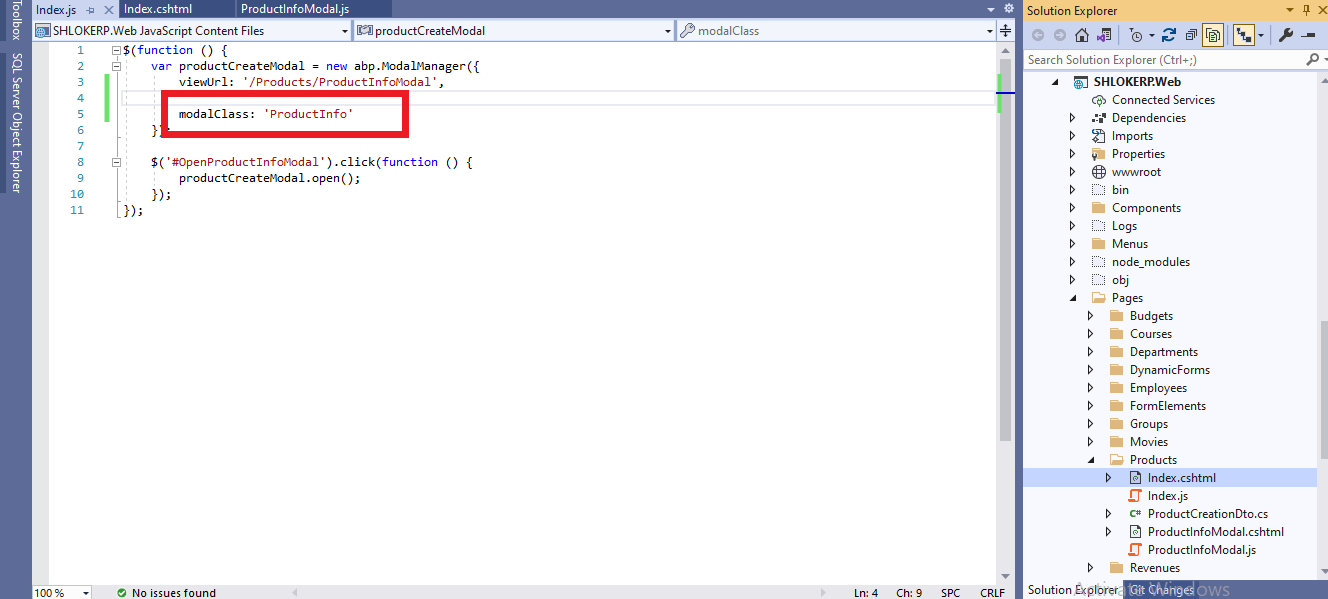 Index.js
Index.cshtml
ProductInfoModal.js
SHLOKERP.Web JavaScript Content Files
productCreateModal
modalClass
Toolbox
SQL Server Object Explorer
1 $(function () {
2 var productCreateModal = new abp.ModalManager({
3 viewUrl: '/Products/ProductInfoModal',
4
5 modalClass: 'ProductInfo'
6 });
7
8 $('#OpenProductInfoModal').click(function () {
9 productCreateModal.open();
10 });
11 });
100 %
No issues found
Ln: 4 Ch: 9 SPC CRLF
Solution Explorer
Search Solution Explorer (Ctrl+;)
SHLOKERP.Web
Connected Services
Dependencies
Imports
Properties
wwwroot
bin
Components
Logs
Menus
node_modules
obj
Pages
Budgets
Courses
Departments
DynamicForms
Employees
FormElements
Groups
Movies
Products
Index.cshtml
Index.js
ProductCreationDto.cs
ProductInfoModal.cshtml
ProductInfoModal.js
Revenues
Solution Explorer
Git Changes
Activate Windows